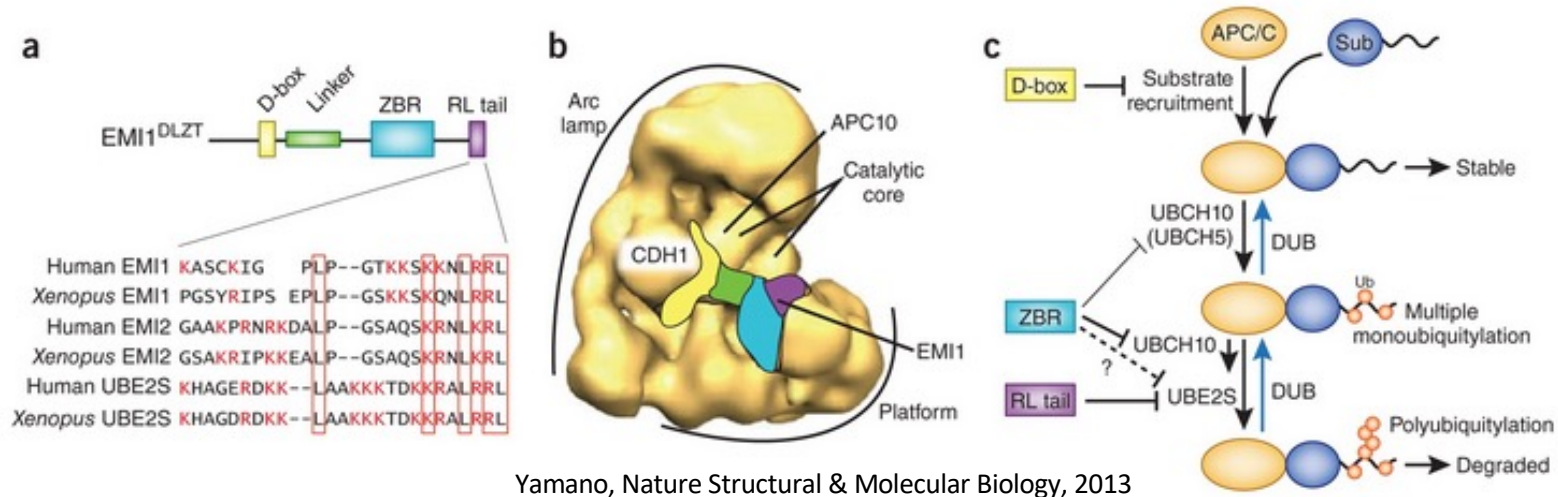 a
D-box
Linker
ZBR
RL tail
EMI1DLZT
Human EMI1 KASCKIG PLP--GTKKSKKNLRRL
Xenopus EMI1 PGSYRIPS EPLP--GSKKSKQNLRRL
Human EMI2 GAAKPRNRKDALP--GSAQSKRNLKRL
Xenopus EMI2 GSAKRIPKKEALP--GSAQSKRNLKRL
Human UBE2S KHAGERDKK--LAAKKKTDKKRALRRL
Xenopus UBE2S KHAGDRDKK--LAAKKKTDKKRALRRL
b
Arc
lamp
APC10
Catalytic
core
CDH1
EMI1
Platform
c
APC/C
Sub
D-box
Substrate
recruitment
Stable
UBCH10
(UBCH5)
DUB
ZBR
Ub
Multiple
monoubiquitylation
UBCH10
?
RL tail
UBE2S
DUB
Polyubiquitylation
Degraded
Yamano, Nature Structural & Molecular Biology, 2013